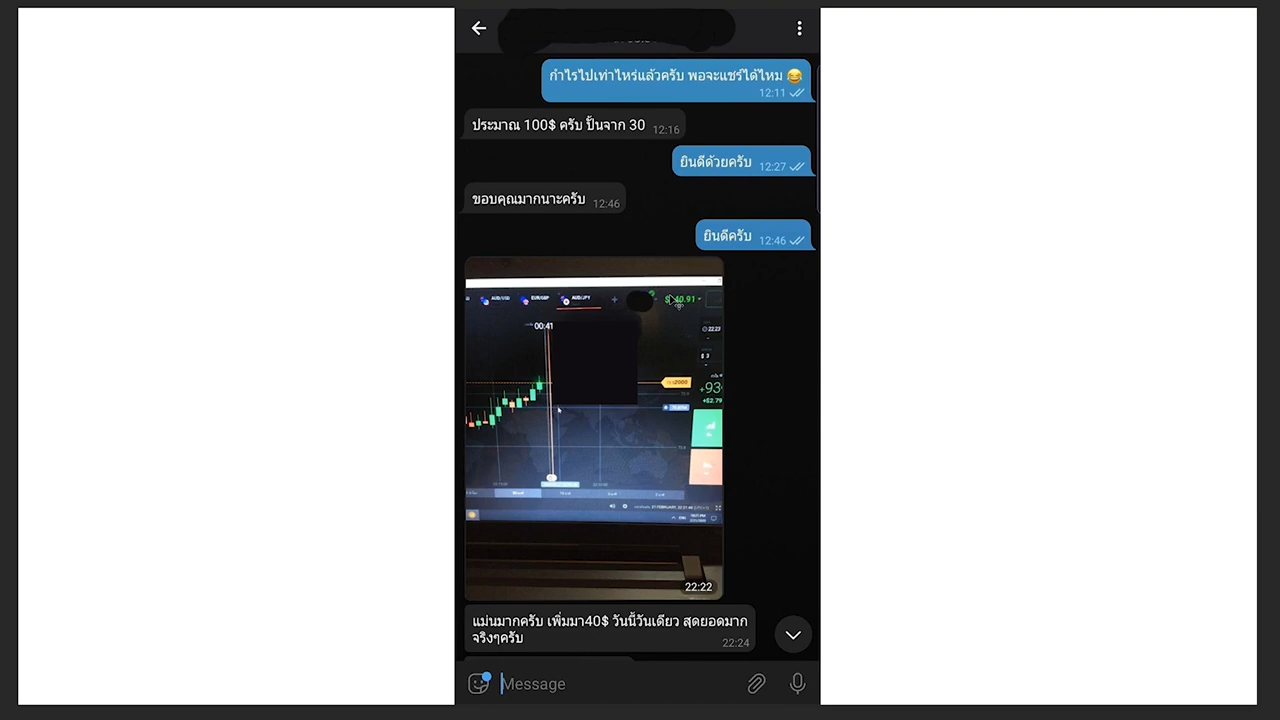 กำไรไปเท่าไหร่แล้วครับ พอจะแชร์ได้ไหม 😂
12:11
ประมาณ 100$ ครับ ปั้นจาก 30 12:16
ยินดีด้วยครับ 12:27
ขอบคุณมากนาะครับ 12:46
ยินดีครับ 12:46
AUD/USD EUR/GBP AUD/JPY +
00:41
22:23
$ 3
+93
+$2.79
22:22
แม่นมากครับ เพิ่มมา40$ วันนี้วันเดียว สุดยอดมาก
จริงๆครับ
22:24
Message